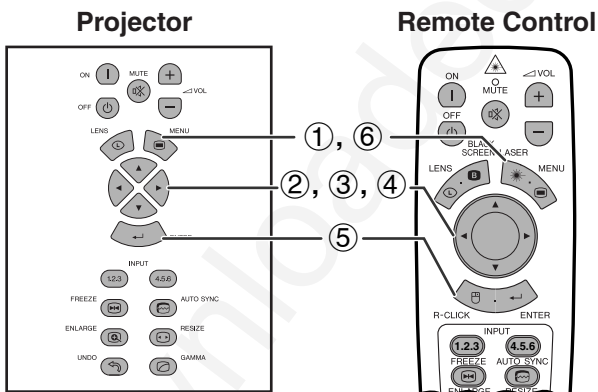 Projector
ON
MUTE
VOL
OFF
LENS
MENU
INPUT
1.2.3
4.5.6
FREEZE
AUTO SYNC
ENLARGE
RESIZE
UNDO
GAMMA
①, ⑥
②, ③, ④
⑤
Remote Control
ON
MUTE
VOL
OFF
BLACK
SCREEN
LASER
LENS
B
MENU
L
R-CLICK
ENTER
INPUT
1.2.3
4.5.6
FREEZE
AUTO SYNC
ENLARGE
RESIZE